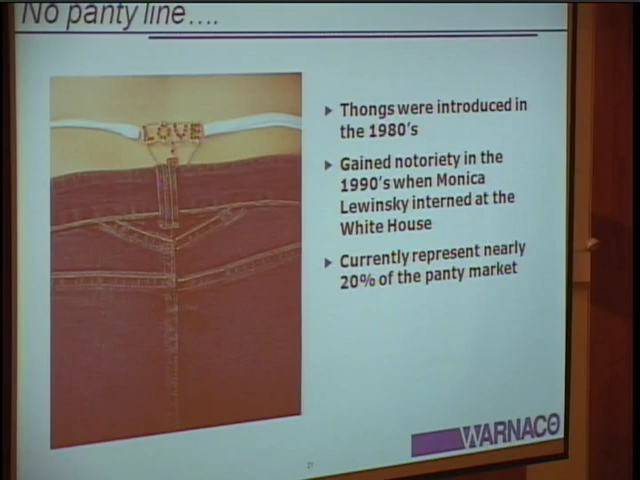 No panty line....
LOVE
Thongs were introduced in
the 1980's
Gained notoriety in the
1990's when Monica
Lewinsky interned at the
White House
Currently represent nearly
20% of the panty market
WARNACO
21